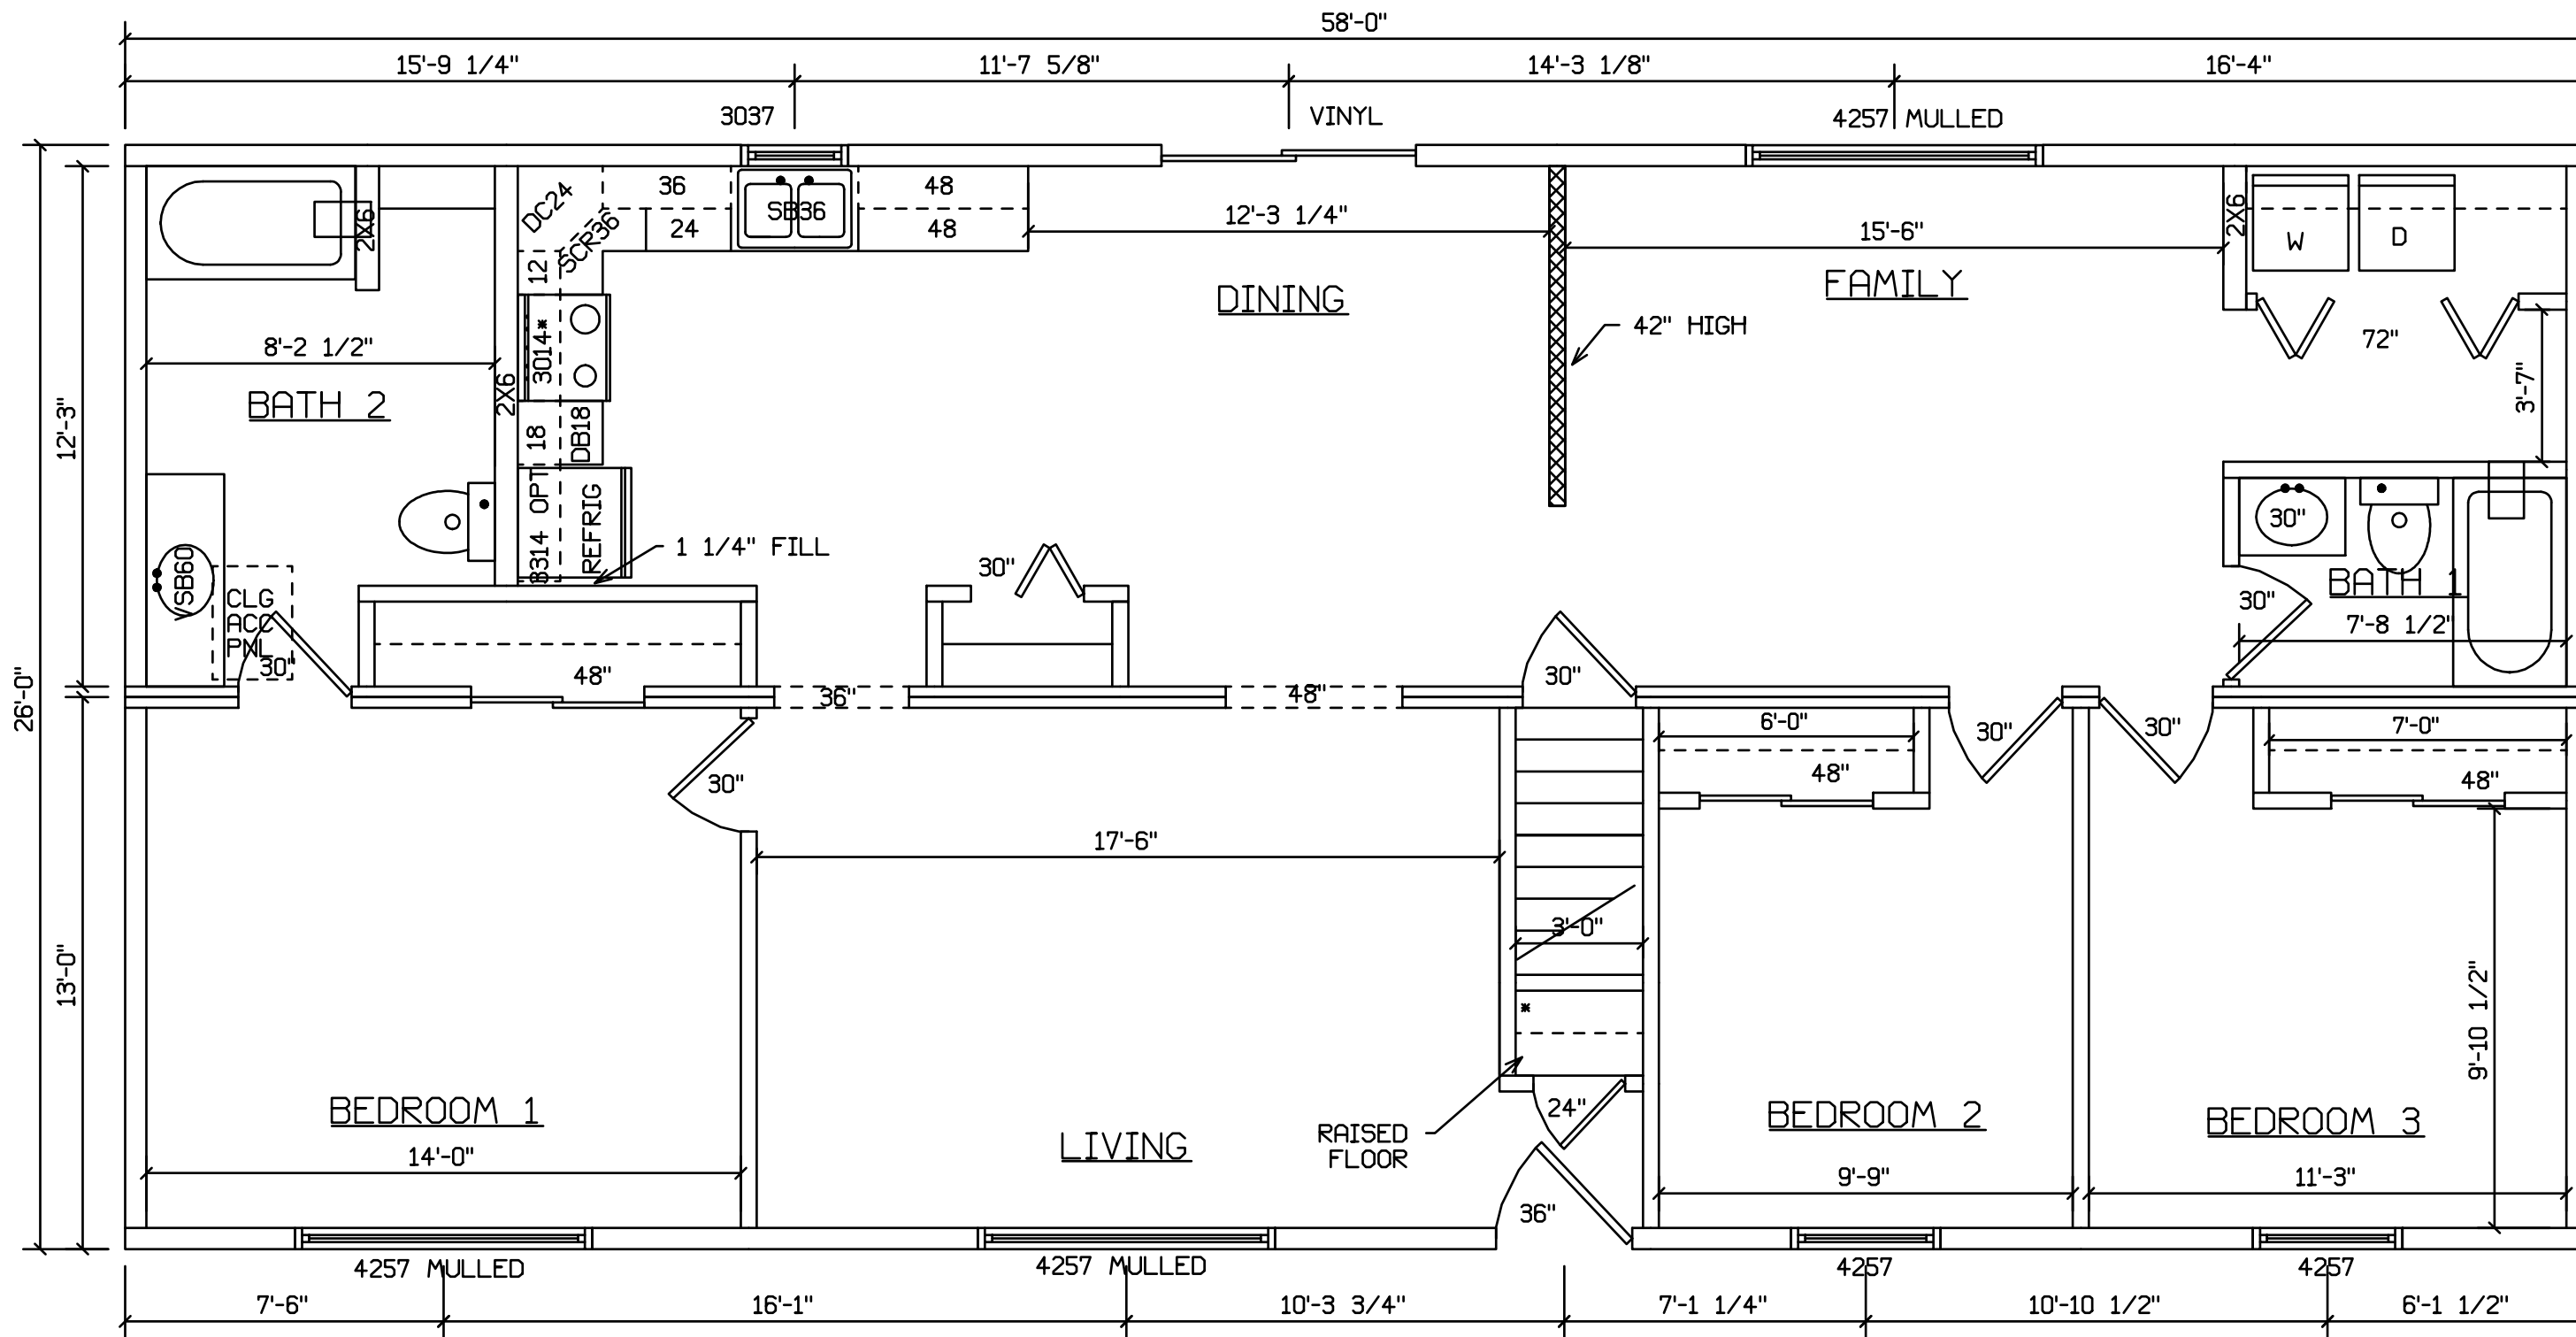 58'-0"
15'-9 1/4"
11'-7 5/8"
14'-3 1/8"
16'-4"
3037
VINYL
4257 MULLED
DC24
36
SB36
48
SCR36
24
48
2X6
12
12'-3 1/4"
15'-6"
2X6
W
D
DINING
FAMILY
42" HIGH
72"
3014*
8'-2 1/2"
BATH 2
2X6
12'-3"
3'-7"
18
DB18
B314 OPT
REFRIG
1 1/4" FILL
30"
30"
BATH 1
30"
7'-8 1/2"
VSB60
CLG
ACC
PNL
30"
48"
36"
48"
30"
26'-0"
6'-0"
30"
30"
7'-0"
48"
48"
30"
17'-6"
3'-0"
13'-0"
9'-10 1/2"
*
BEDROOM 1
14'-0"
LIVING
RAISED
FLOOR
24"
36"
BEDROOM 2
9'-9"
BEDROOM 3
11'-3"
4257 MULLED
4257 MULLED
4257
4257
7'-6"
16'-1"
10'-3 3/4"
7'-1 1/4"
10'-10 1/2"
6'-1 1/2"